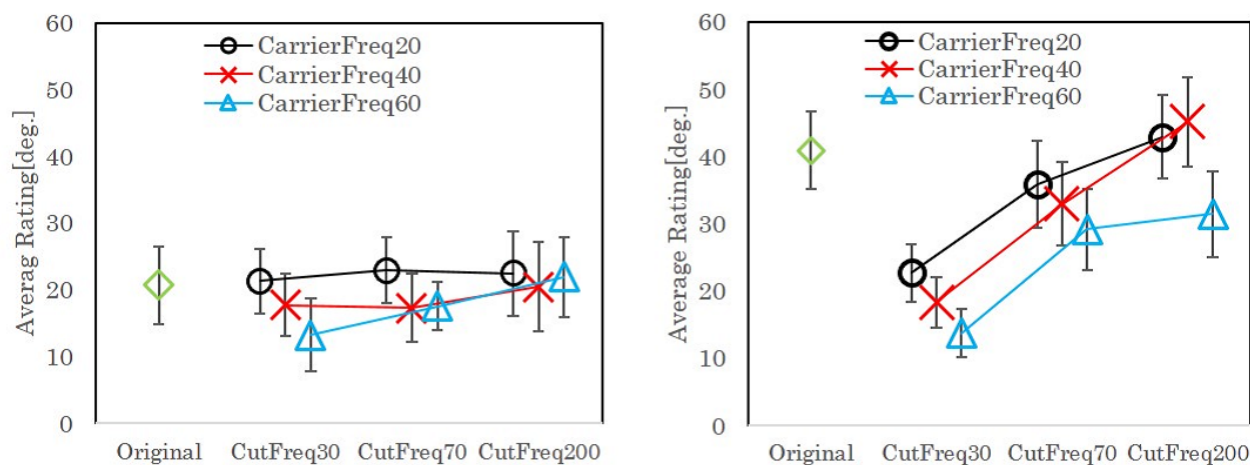 60
50
40
30
20
10
0
Averag Rating[deg.]
CarrierFreq20
CarrierFreq40
CarrierFreq60
Original
CutFreq30
CutFreq70
CutFreq200
60
50
40
30
20
10
0
Average Rating[deg.]
CarrierFreq20
CarrierFreq40
CarrierFreq60
Original
CutFreq30
CutFreq70
CutFreq200